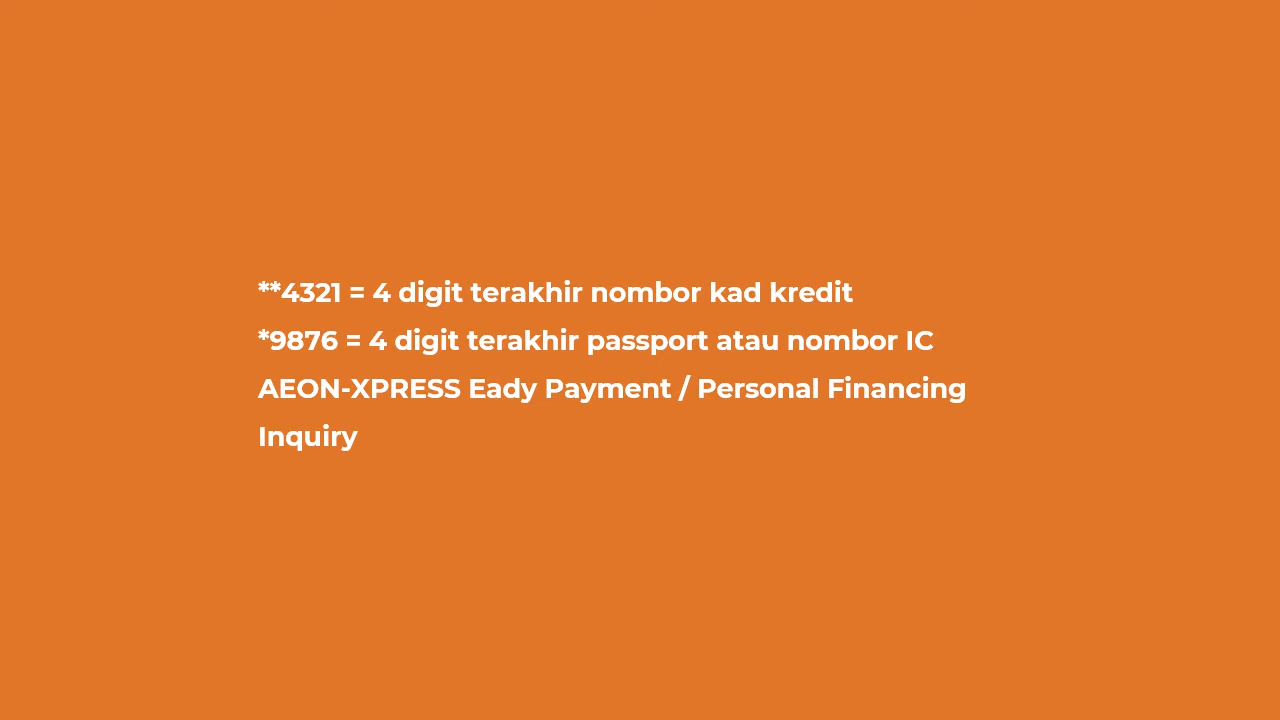 **4321 = 4 digit terakhir nombor kad kredit
*9876 = 4 digit terakhir passport atau nombor IC
AEON-XPRESS Eady Payment / Personal Financing
Inquiry